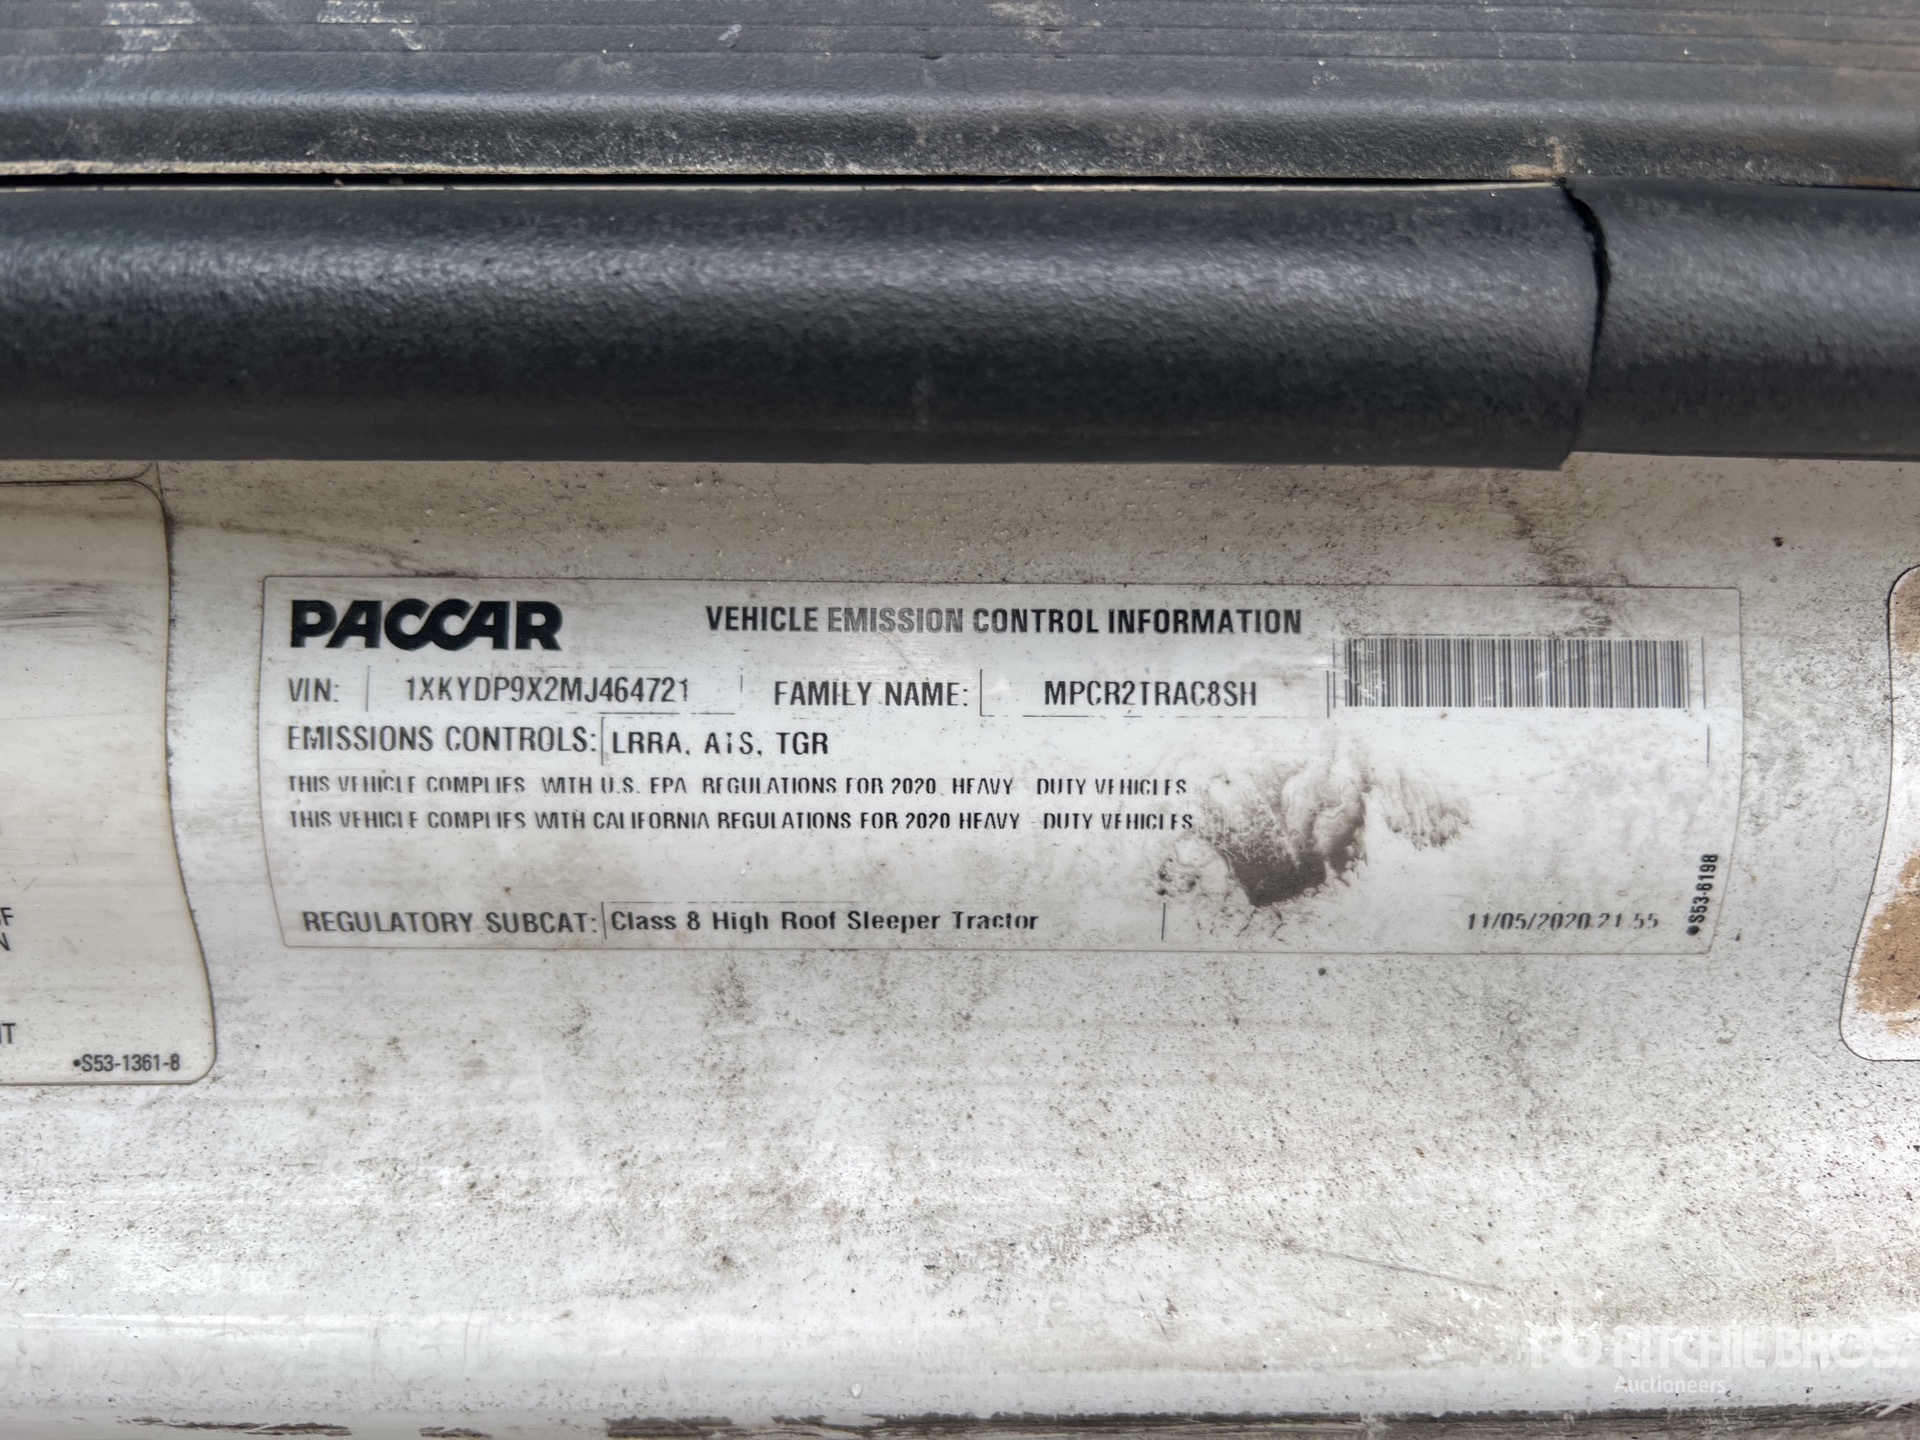 PACCAR VEHICLE EMISSION CONTROL INFORMATION
VIN: 1XKYDP9X2MJ464721 FAMILY NAME: MPCR2TRAC8SH
EMISSIONS CONTROLS: LRRA, ATS, TGR
THIS VEHICLE COMPLIES WITH U.S. EPA REGULATIONS FOR 2020 HEAVY DUTY VEHICLES
THIS VEHICLE COMPLIES WITH CALIFORNIA REGULATIONS FOR 2020 HEAVY - DUTY VEHICLES
REGULATORY SUBCAT: Class 8 High Roof Sleeper Tractor 11/05/2020 21 55
•S53-6198
F
N
IT
•S53-1361-8
RITCHIE BROS.
Auctioneers